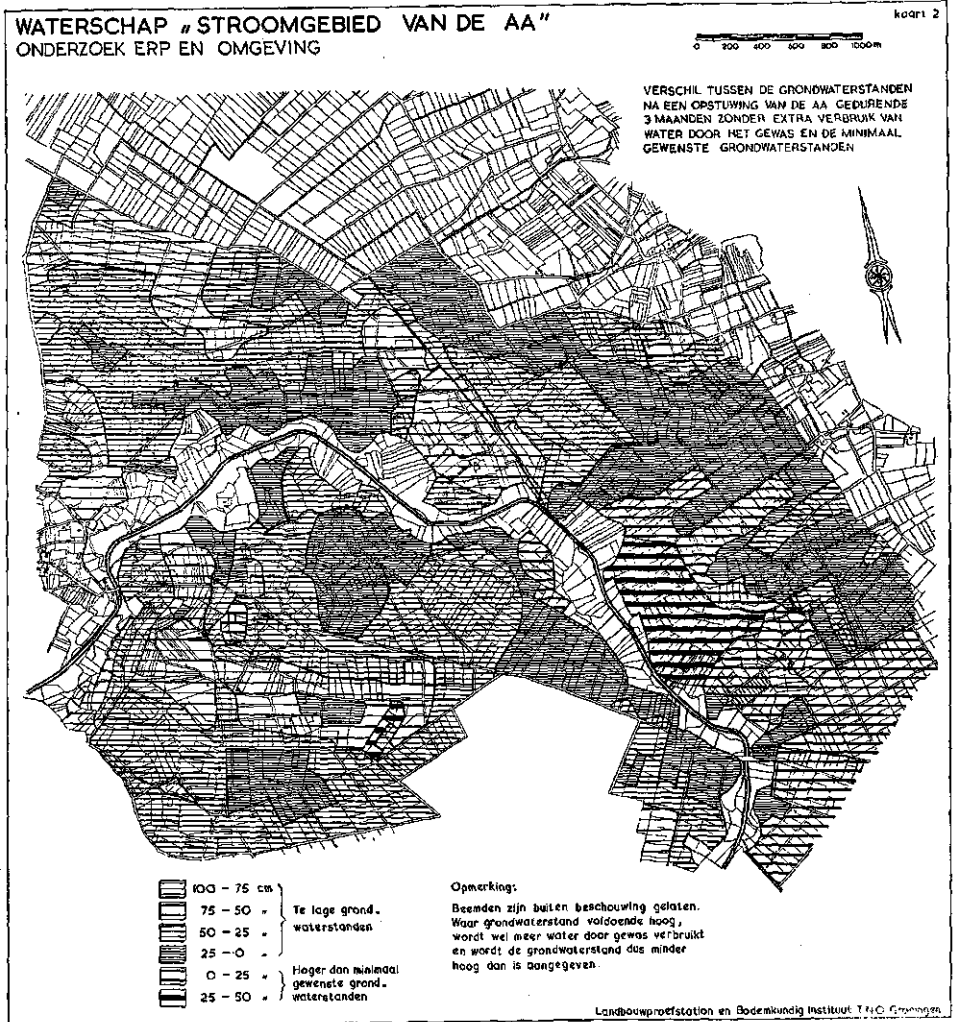 WATERSCHAP „STROOMGEBIED VAN DE AA"
ONDERZOEK ERP EN OMGEVING
kaart 2
0 200 400 600 800 1000m
VERSCHIL TUSSEN DE GRONDWATERSTANDEN
NA EEN OPSTUWING VAN DE AA GEDURENDE
3 MAANDEN ZONDER EXTRA VERBRUIK VAN
WATER DOOR HET GEWAS EN DE MINIMAAL
GEWENSTE GRONDWATERSTANDEN
100 - 75 cm
75 - 50 "
50 - 25 "
25 - 0 "
Te lage grond-
waterstanden
0 - 25 "
25 - 50 "
Hoger dan minimaal
gewenste grond-
waterstanden
Opmerking:
Beemden zijn buiten beschouwing gelaten.
Waar grondwaterstand voldoende hoog,
wordt wel meer water door gewas verbruikt
en wordt de grondwaterstand dus minder
hoog dan is aangegeven.
Landbouwproefstation en Bodemkundig Instituut T.N.O. Groningen